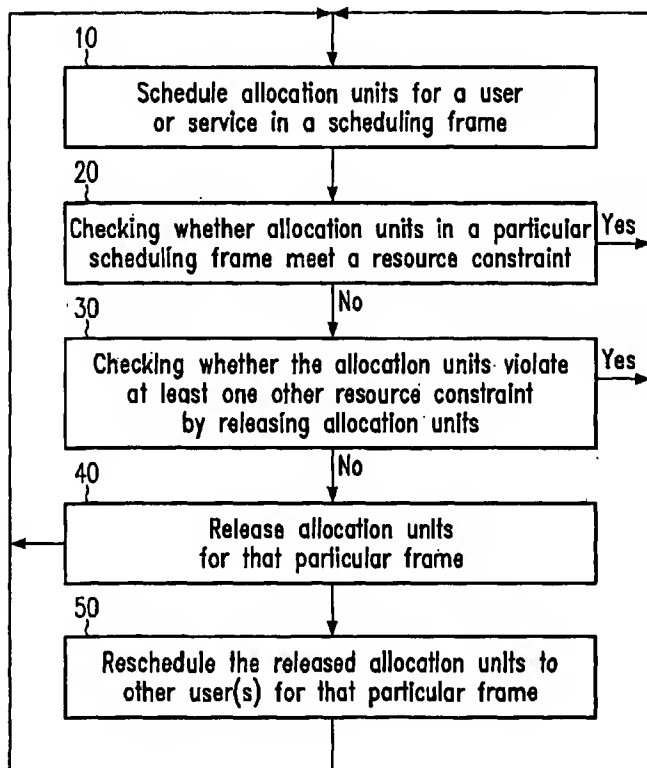 10
Schedule allocation units for a user
or service in a scheduling frame
20
Checking whether allocation units in a particular
scheduling frame meet a resource constraint
Yes
No
30
Checking whether the allocation units violate
at least one other resource constraint
by releasing allocation units
Yes
No
40
Release allocation units
for that particular frame
50
Reschedule the released allocation units to
other user(s) for that particular frame